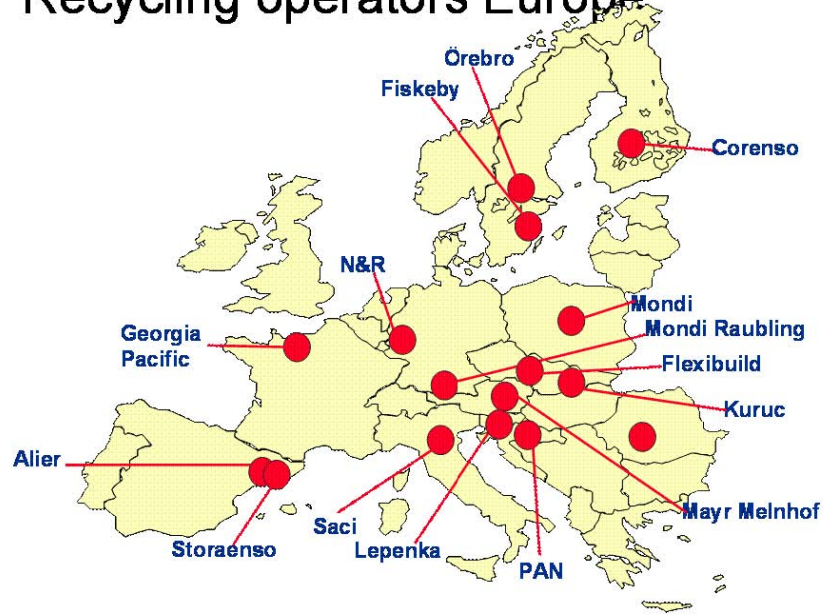 Recycling operators Europe
Örebro
Fiskeby
Corenso
N&R
Mondi
Mondi Raubling
Georgia
Pacific
Flexibuild
Kuruc
Alier
Mayr Melnhof
Saci
Storaenso
Lepenka
PAN